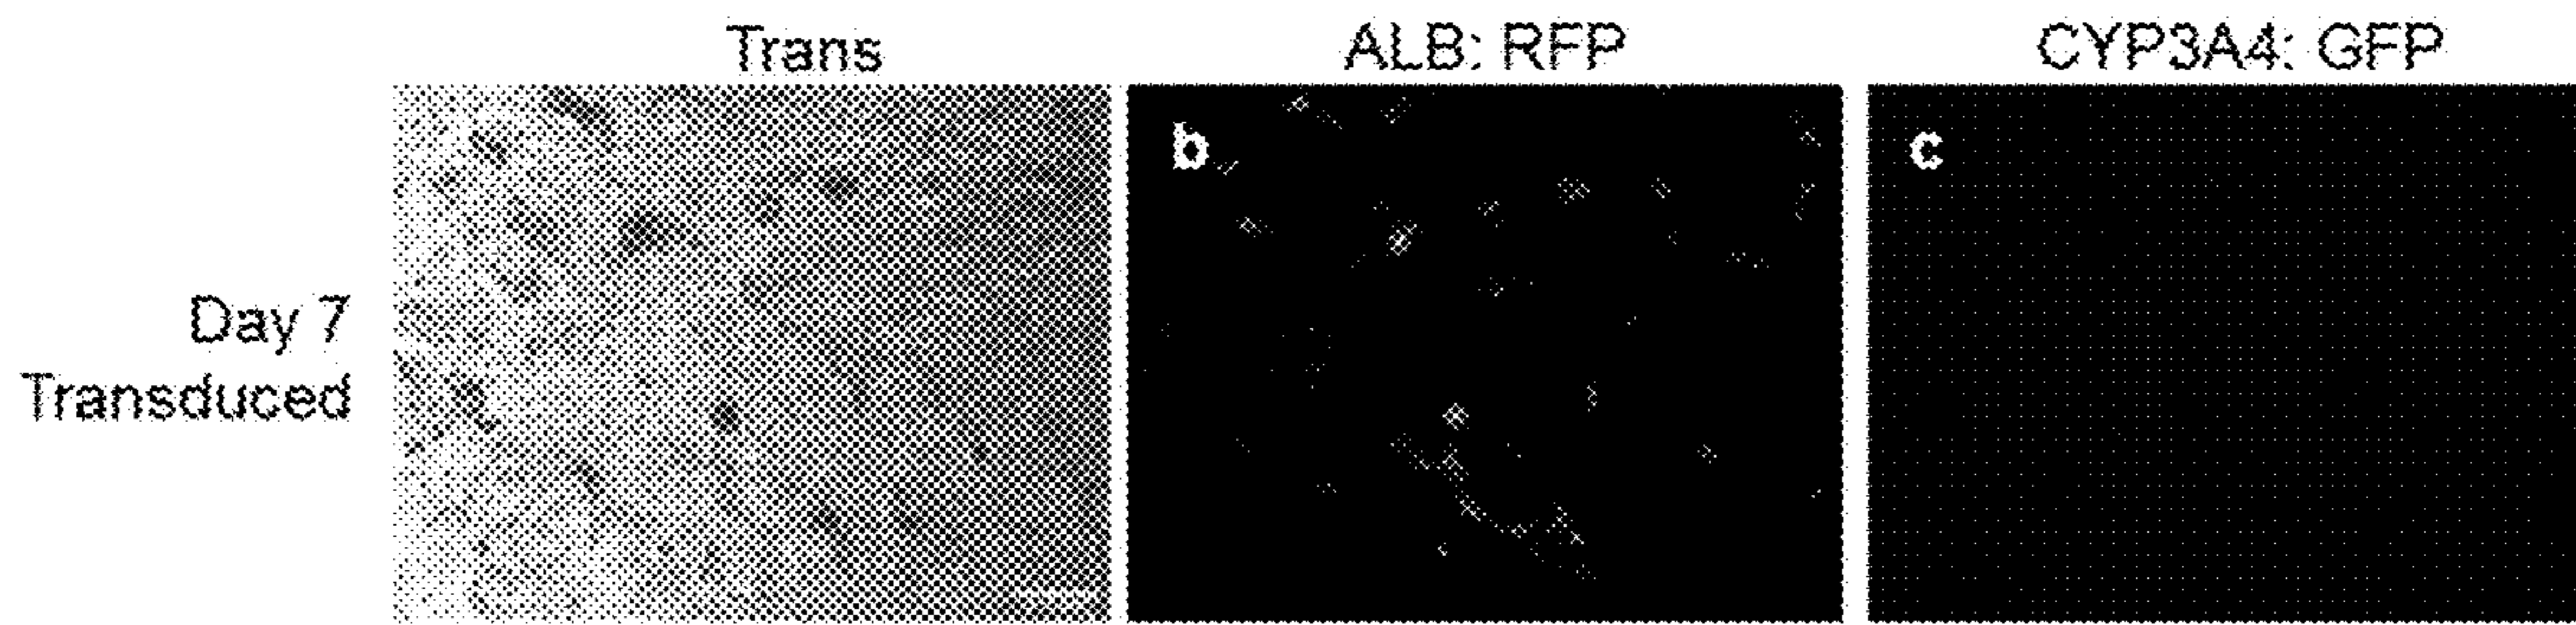 Trans
ALB: RFP
CYP3A4: GFP
b
c
Day 7
Transduced